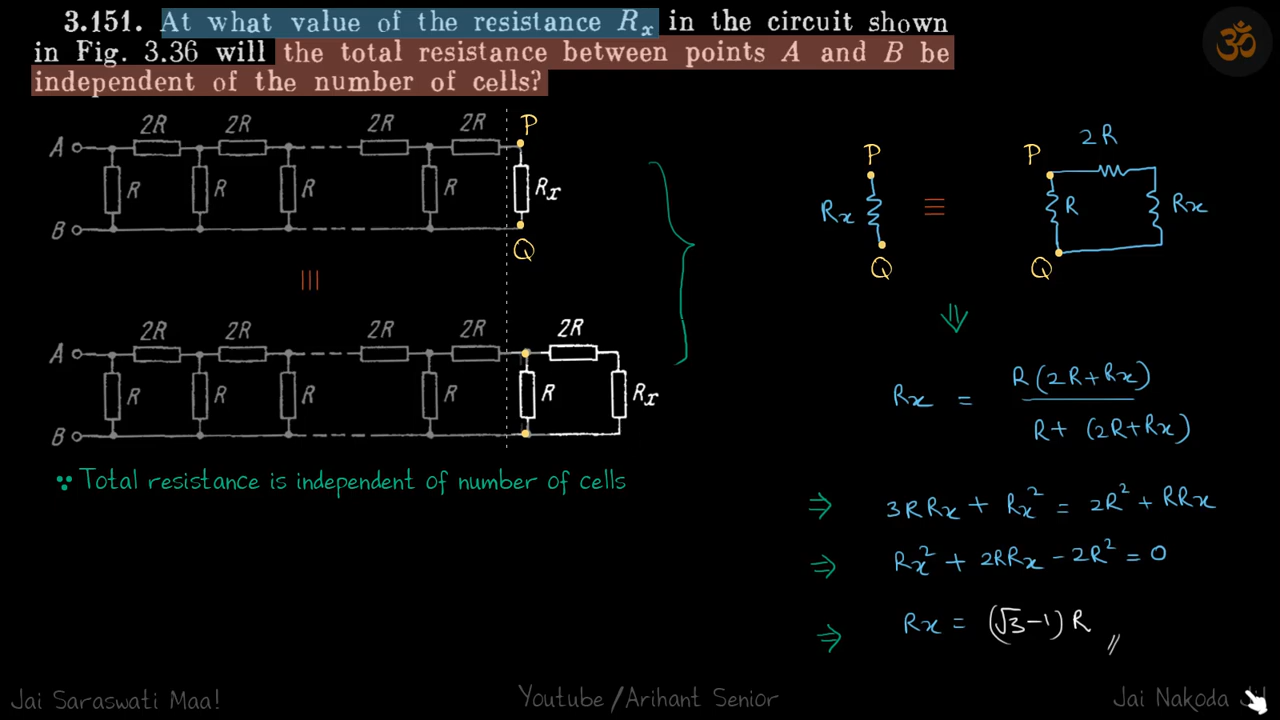 3.151. At what value of the resistance Rₓ in the circuit shown
in Fig. 3.36 will the total resistance between points A and B be
independent of the number of cells?
ॐ
2R 2R 2R 2R P
A
R R R R Rₓ
B
Q
|||
2R 2R 2R 2R 2R
A
R R R R R Rₓ
B
∵ Total resistance is independent of number of cells
P P 2R
Rx ≡ R Rx
Q Q
⇓
Rx = R(2R+Rx) / R+(2R+Rx)
⇒ 3RRx + Rx² = 2R² + RRx
⇒ Rx² + 2RRx − 2R² = 0
⇒ Rx = (√3−1)R //
Jai Saraswati Maa!
Youtube/Arihant Senior
Jai Nakoda Ji!